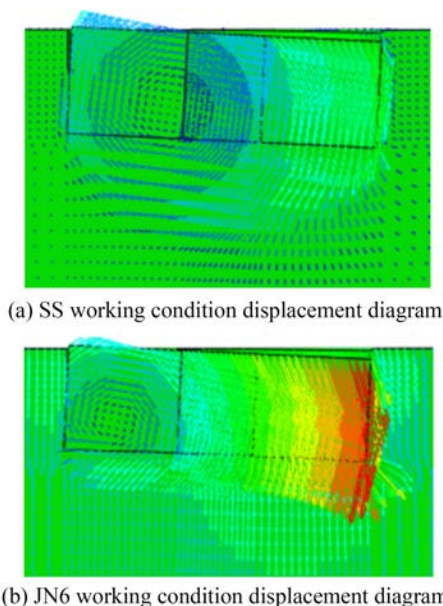 (a) SS working condition displacement diagram
(b) JN6 working condition displacement diagram